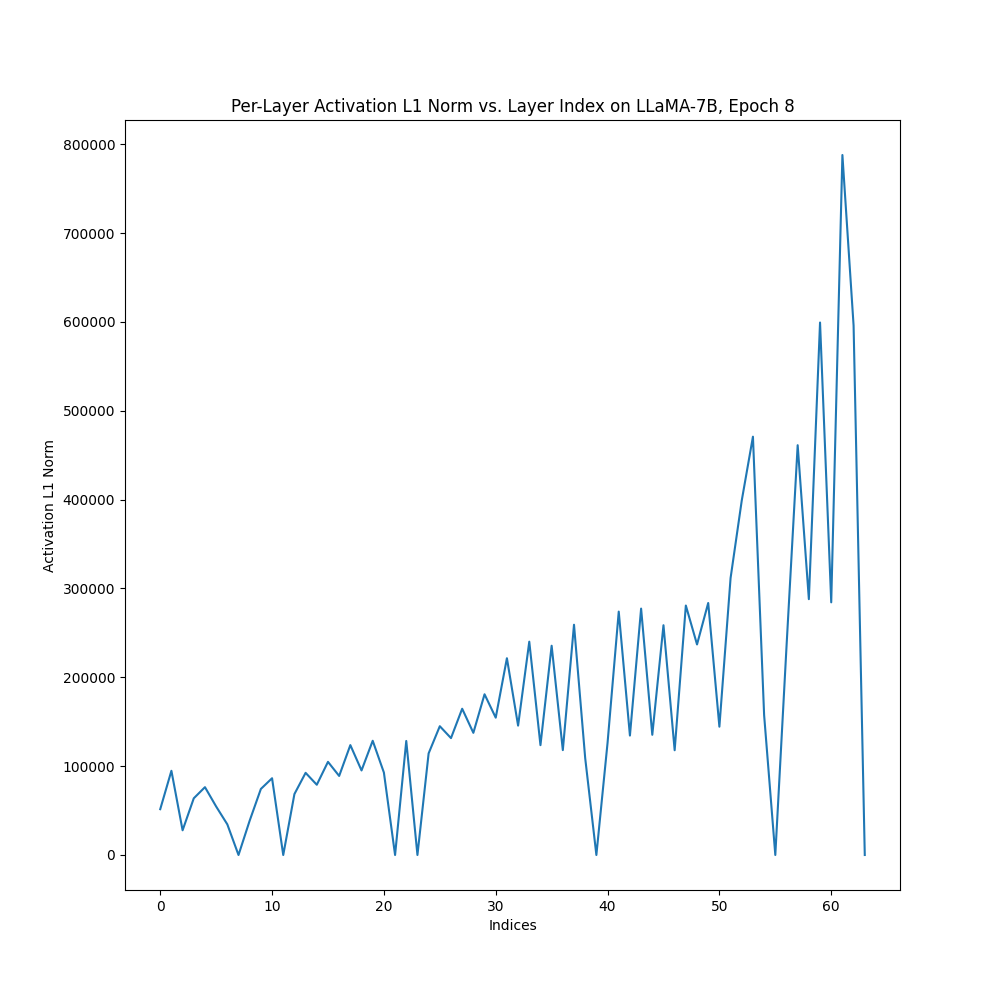 Per-Layer Activation L1 Norm vs. Layer Index on LLaMA-7B, Epoch 8
800000
700000
600000
500000
400000
300000
200000
100000
0
Activation L1 Norm
0 10 20 30 40 50 60
Indices